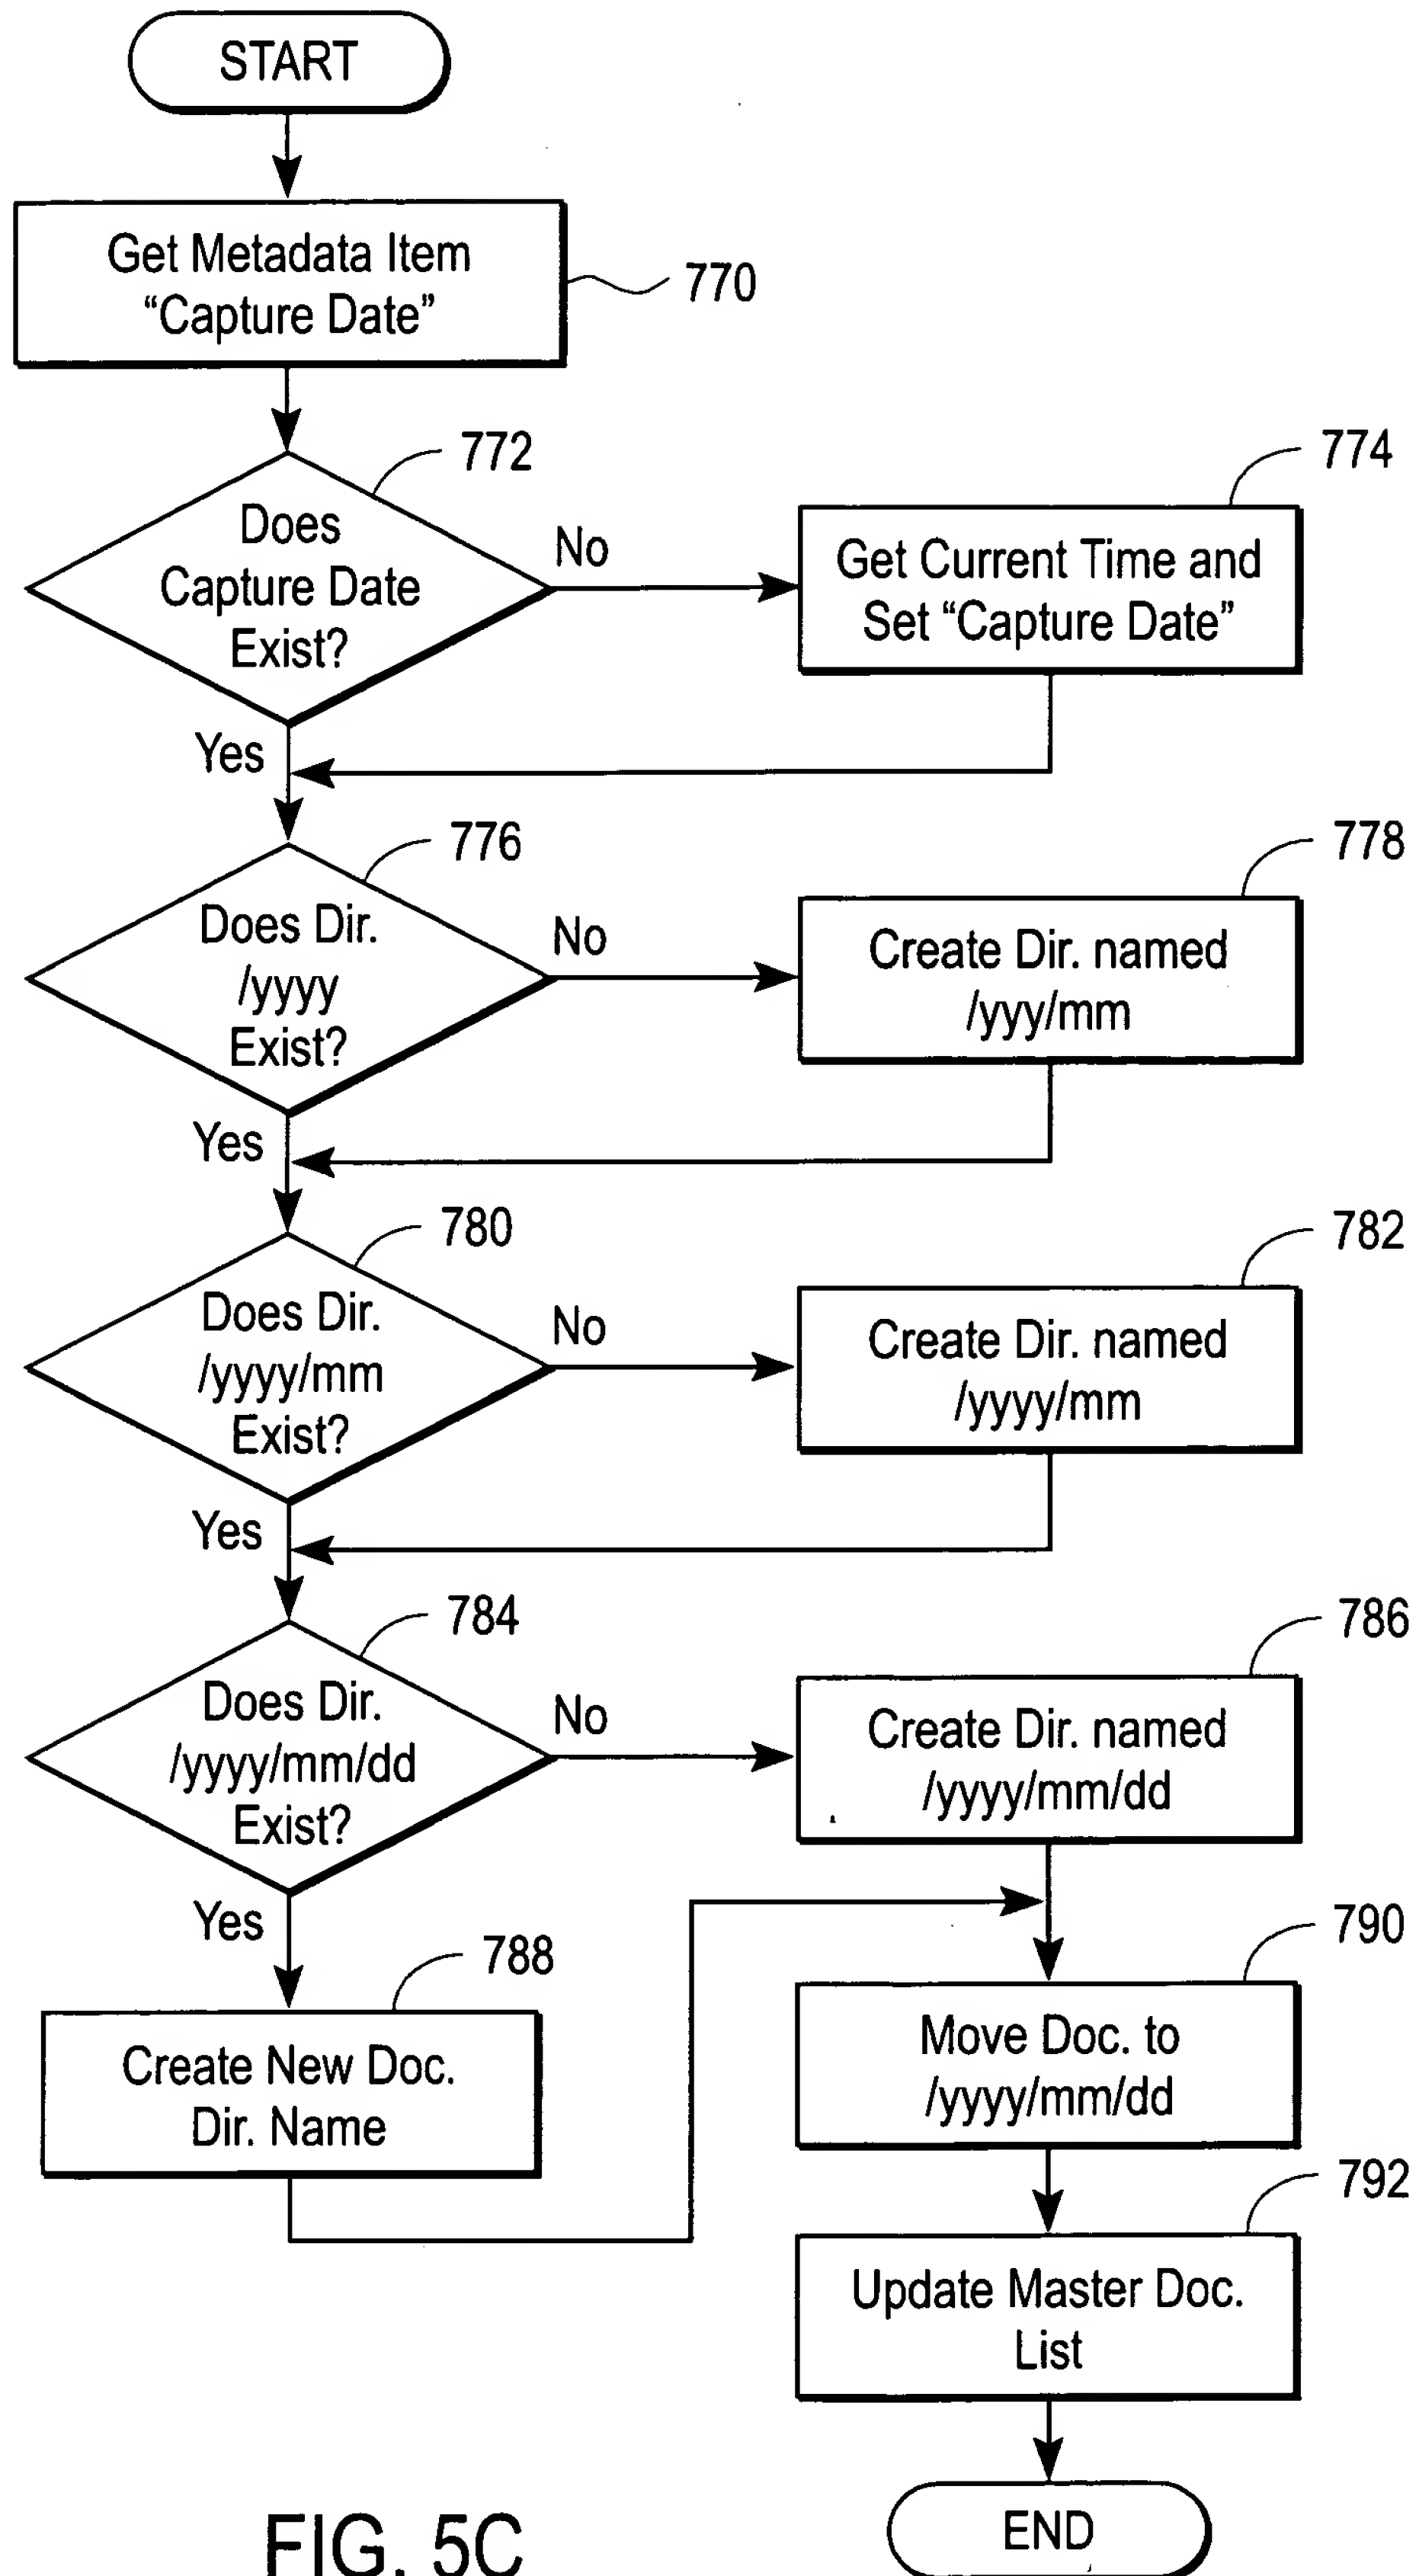 START
Get Metadata Item
“Capture Date”
770
772
Does
Capture Date
Exist?
No
774
Get Current Time and
Set “Capture Date”
Yes
776
Does Dir.
/yyyy
Exist?
No
778
Create Dir. named
/yyy/mm
Yes
780
Does Dir.
/yyyy/mm
Exist?
No
782
Create Dir. named
/yyyy/mm
Yes
784
Does Dir.
/yyyy/mm/dd
Exist?
No
786
Create Dir. named
/yyyy/mm/dd
Yes
788
Create New Doc.
Dir. Name
790
Move Doc. to
/yyyy/mm/dd
792
Update Master Doc.
List
END
FIG. 5C